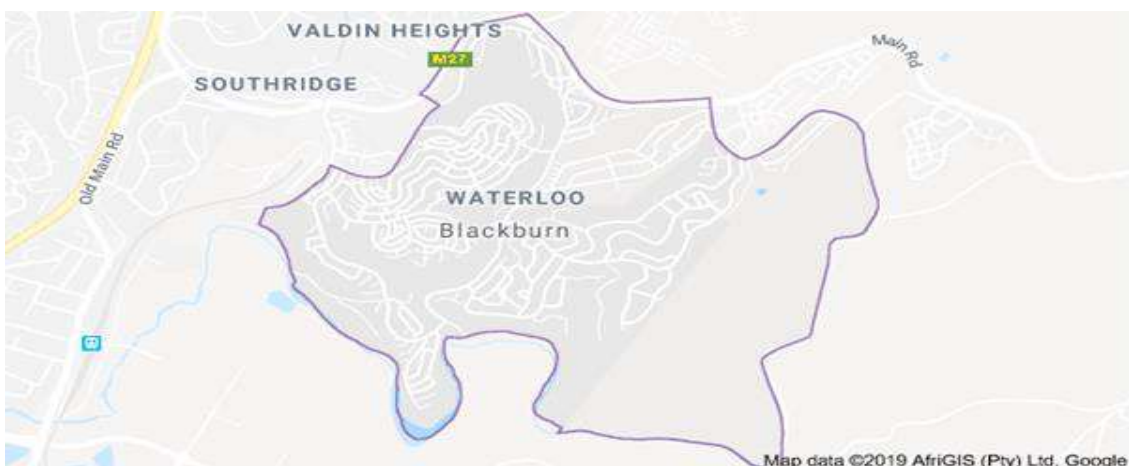 VALDIN HEIGHTS
M27
SOUTHRIDGE
Main Rd
Old Main Rd
WATERLOO
Blackburn
Map data ©2019 AfriGIS (Pty) Ltd, Google